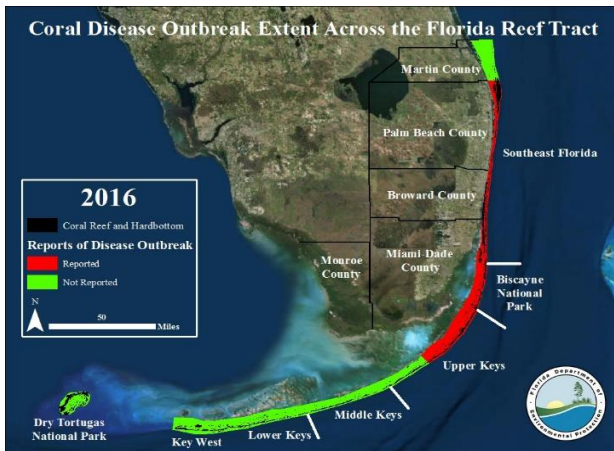 Coral Disease Outbreak Extent Across the Florida Reef Tract
Martin County
Palm Beach County
Southeast Florida
2016
Coral Reef and Hardbottom
Reports of Disease Outbreak
Reported
Not Reported
N
50
Miles
Broward County
Monroe
County
Miami-Dade
County
Biscayne
National
Park
Upper Keys
Middle Keys
Lower Keys
Key West
Dry Tortugas
National Park
Florida Department of
Environmental Protection